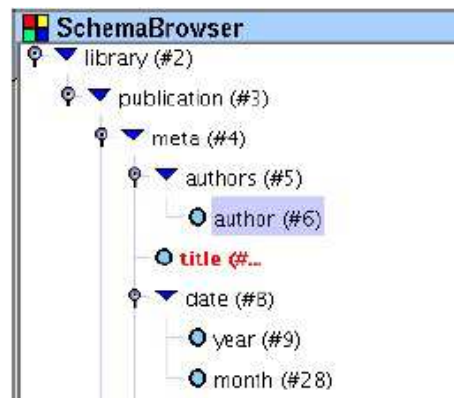 SchemaBrowser
library (#2)
publication (#3)
meta (#4)
authors (#5)
author (#6)
title (#...
date (#8)
year (#9)
month (#28)